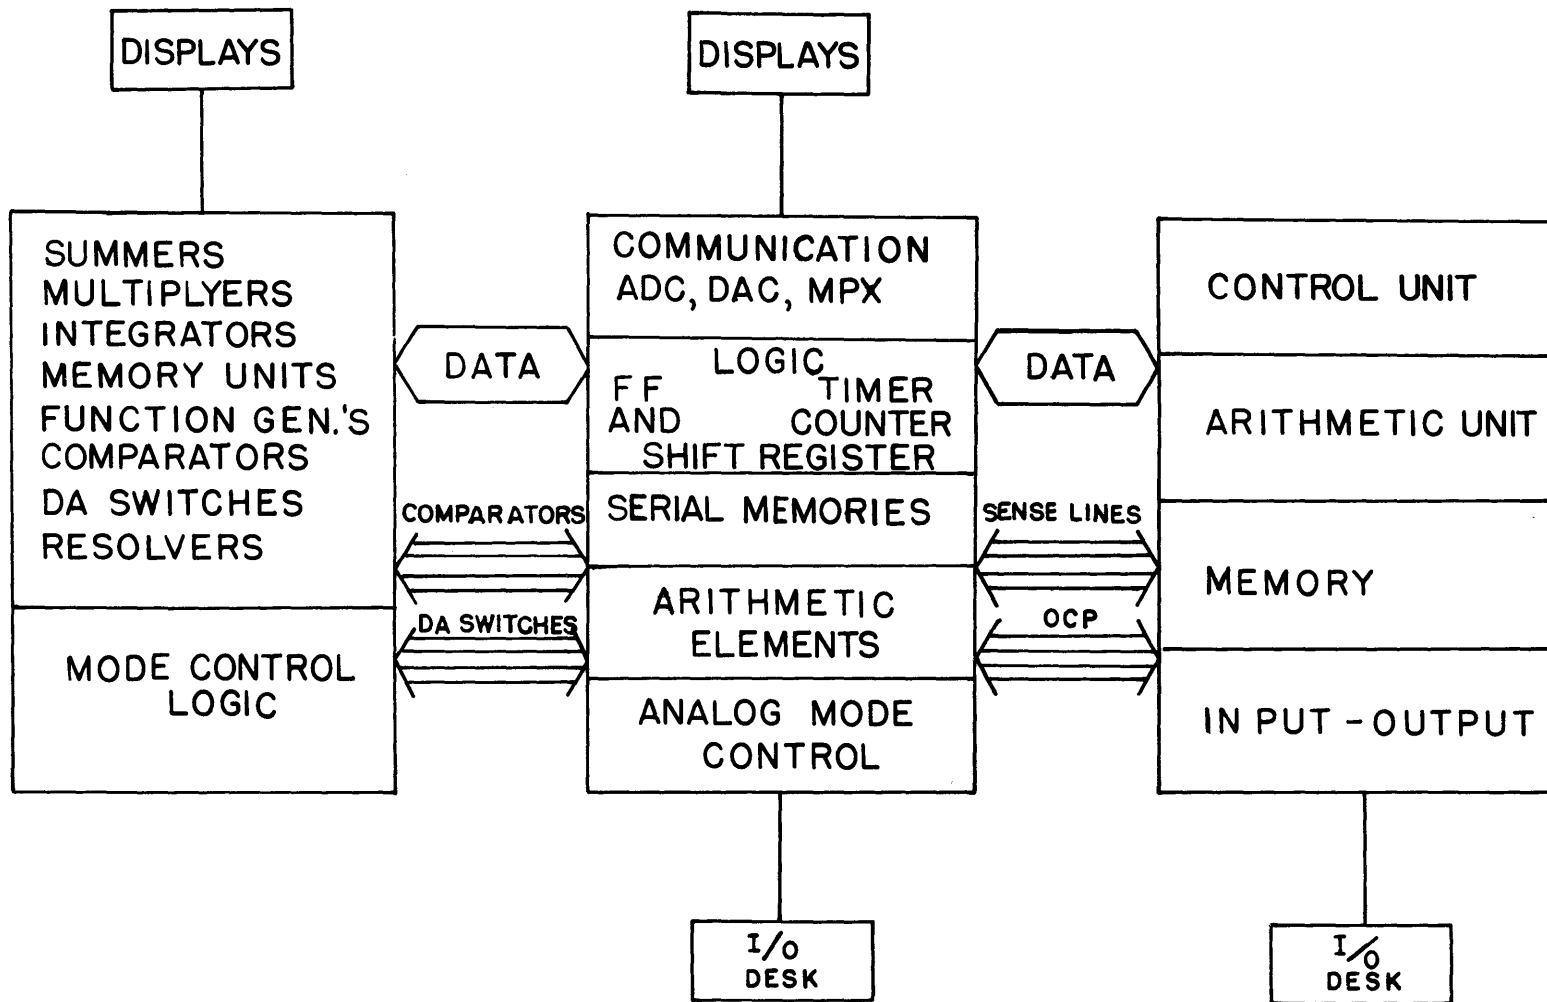 DISPLAYS
DISPLAYS
SUMMERS
MULTIPLYERS
INTEGRATORS
MEMORY UNITS
FUNCTION GEN.'S
COMPARATORS
DA SWITCHES
RESOLVERS
MODE CONTROL
LOGIC
DATA
COMPARATORS
DA SWITCHES
COMMUNICATION
ADC, DAC, MPX
LOGIC
FF TIMER
AND COUNTER
SHIFT REGISTER
SERIAL MEMORIES
ARITHMETIC
ELEMENTS
ANALOG MODE
CONTROL
DATA
SENSE LINES
OCP
CONTROL UNIT
ARITHMETIC UNIT
MEMORY
IN PUT - OUTPUT
I/O
DESK
I/O
DESK